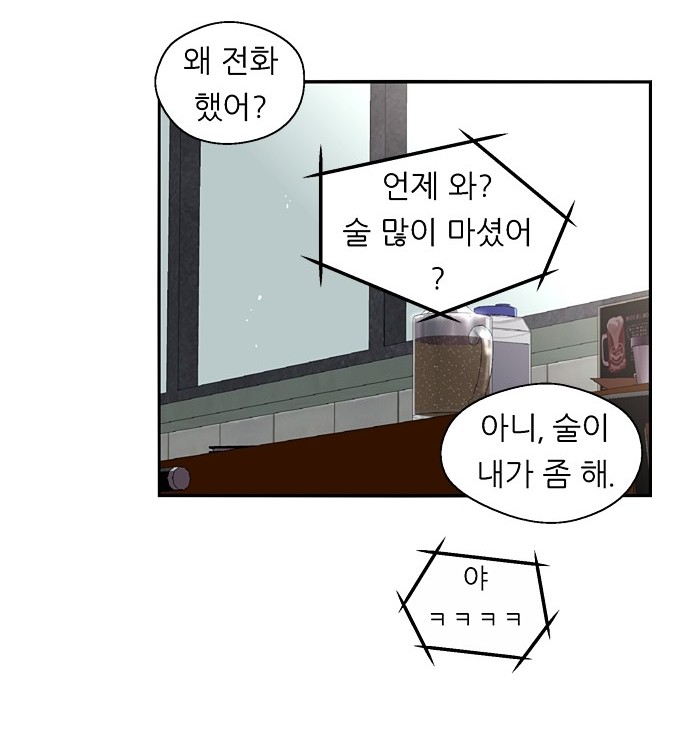 왜 전화
했어?
언제 와?
술 많이 마셨어
?
아니, 술이
내가 좀 해.
야
ㅋㅋㅋㅋ